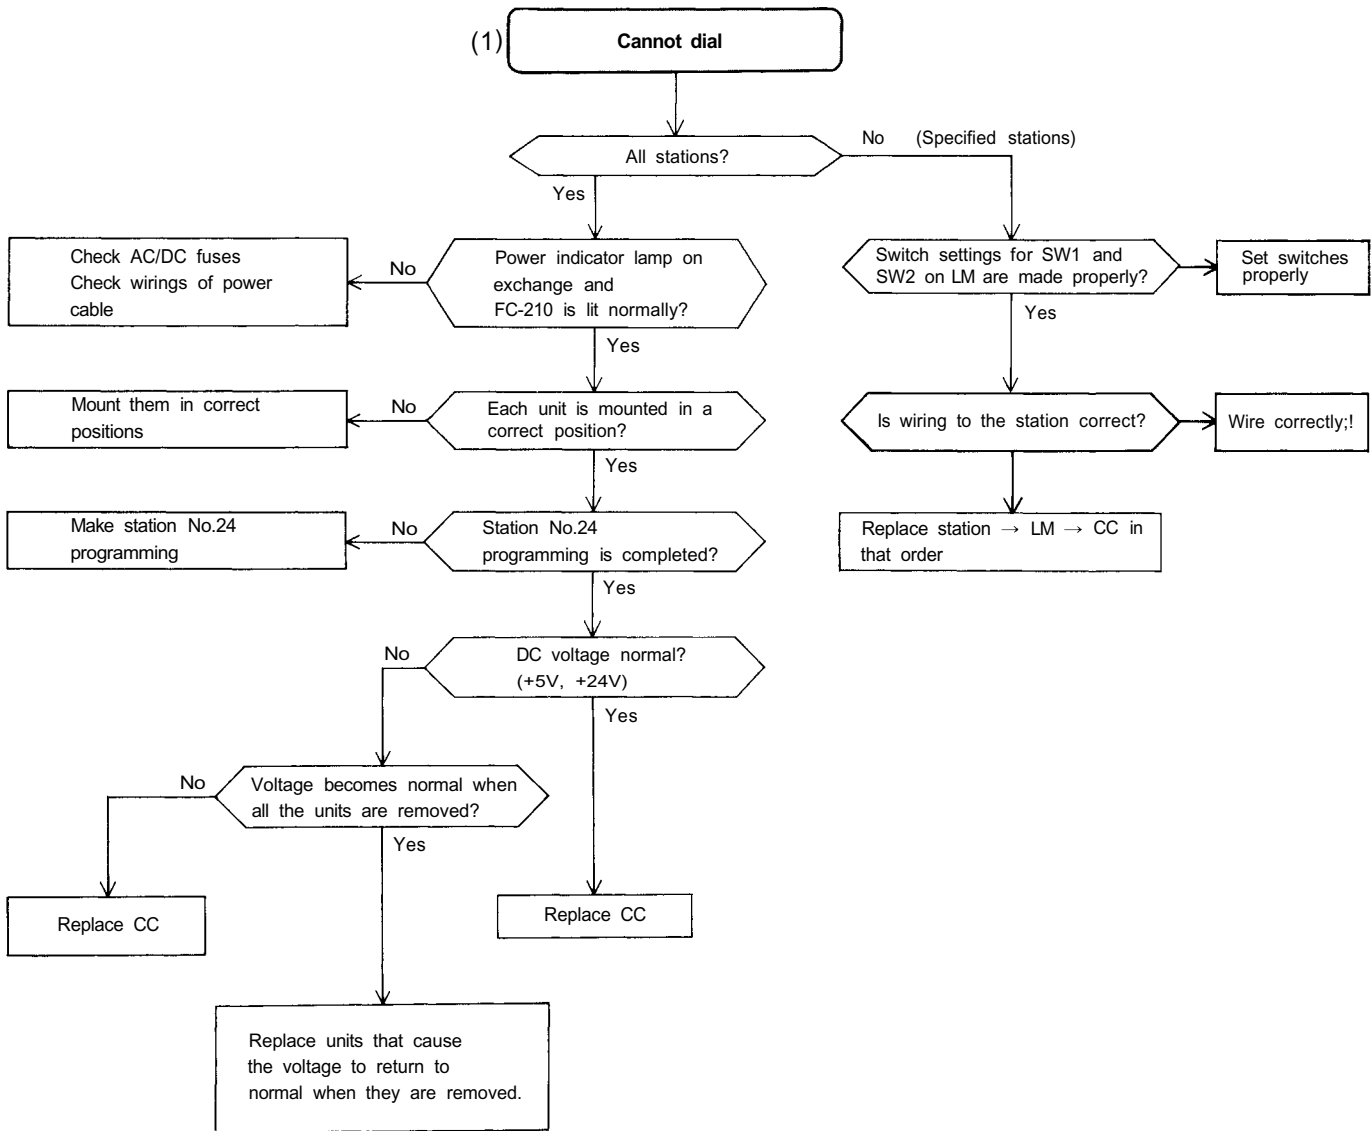 (1) Cannot dial
All stations?
No (Specified stations)
Yes
Check AC/DC fuses
Check wirings of power
cable
No
Power indicator lamp on
exchange and
FC-210 is lit normally?
Switch settings for SW1 and
SW2 on LM are made properly?
Set switches
properly
Yes
Yes
Mount them in correct
positions
No
Each unit is mounted in a
correct position?
Is wiring to the station correct?
Wire correctly;!
Yes
Make station No.24
programming
No
Station No.24
programming is completed?
Replace station → LM → CC in
that order
Yes
No
DC voltage normal?
(+5V, +24V)
Yes
No
Voltage becomes normal when
all the units are removed?
Yes
Replace CC
Replace CC
Replace units that cause
the voltage to return to
normal when they are removed.